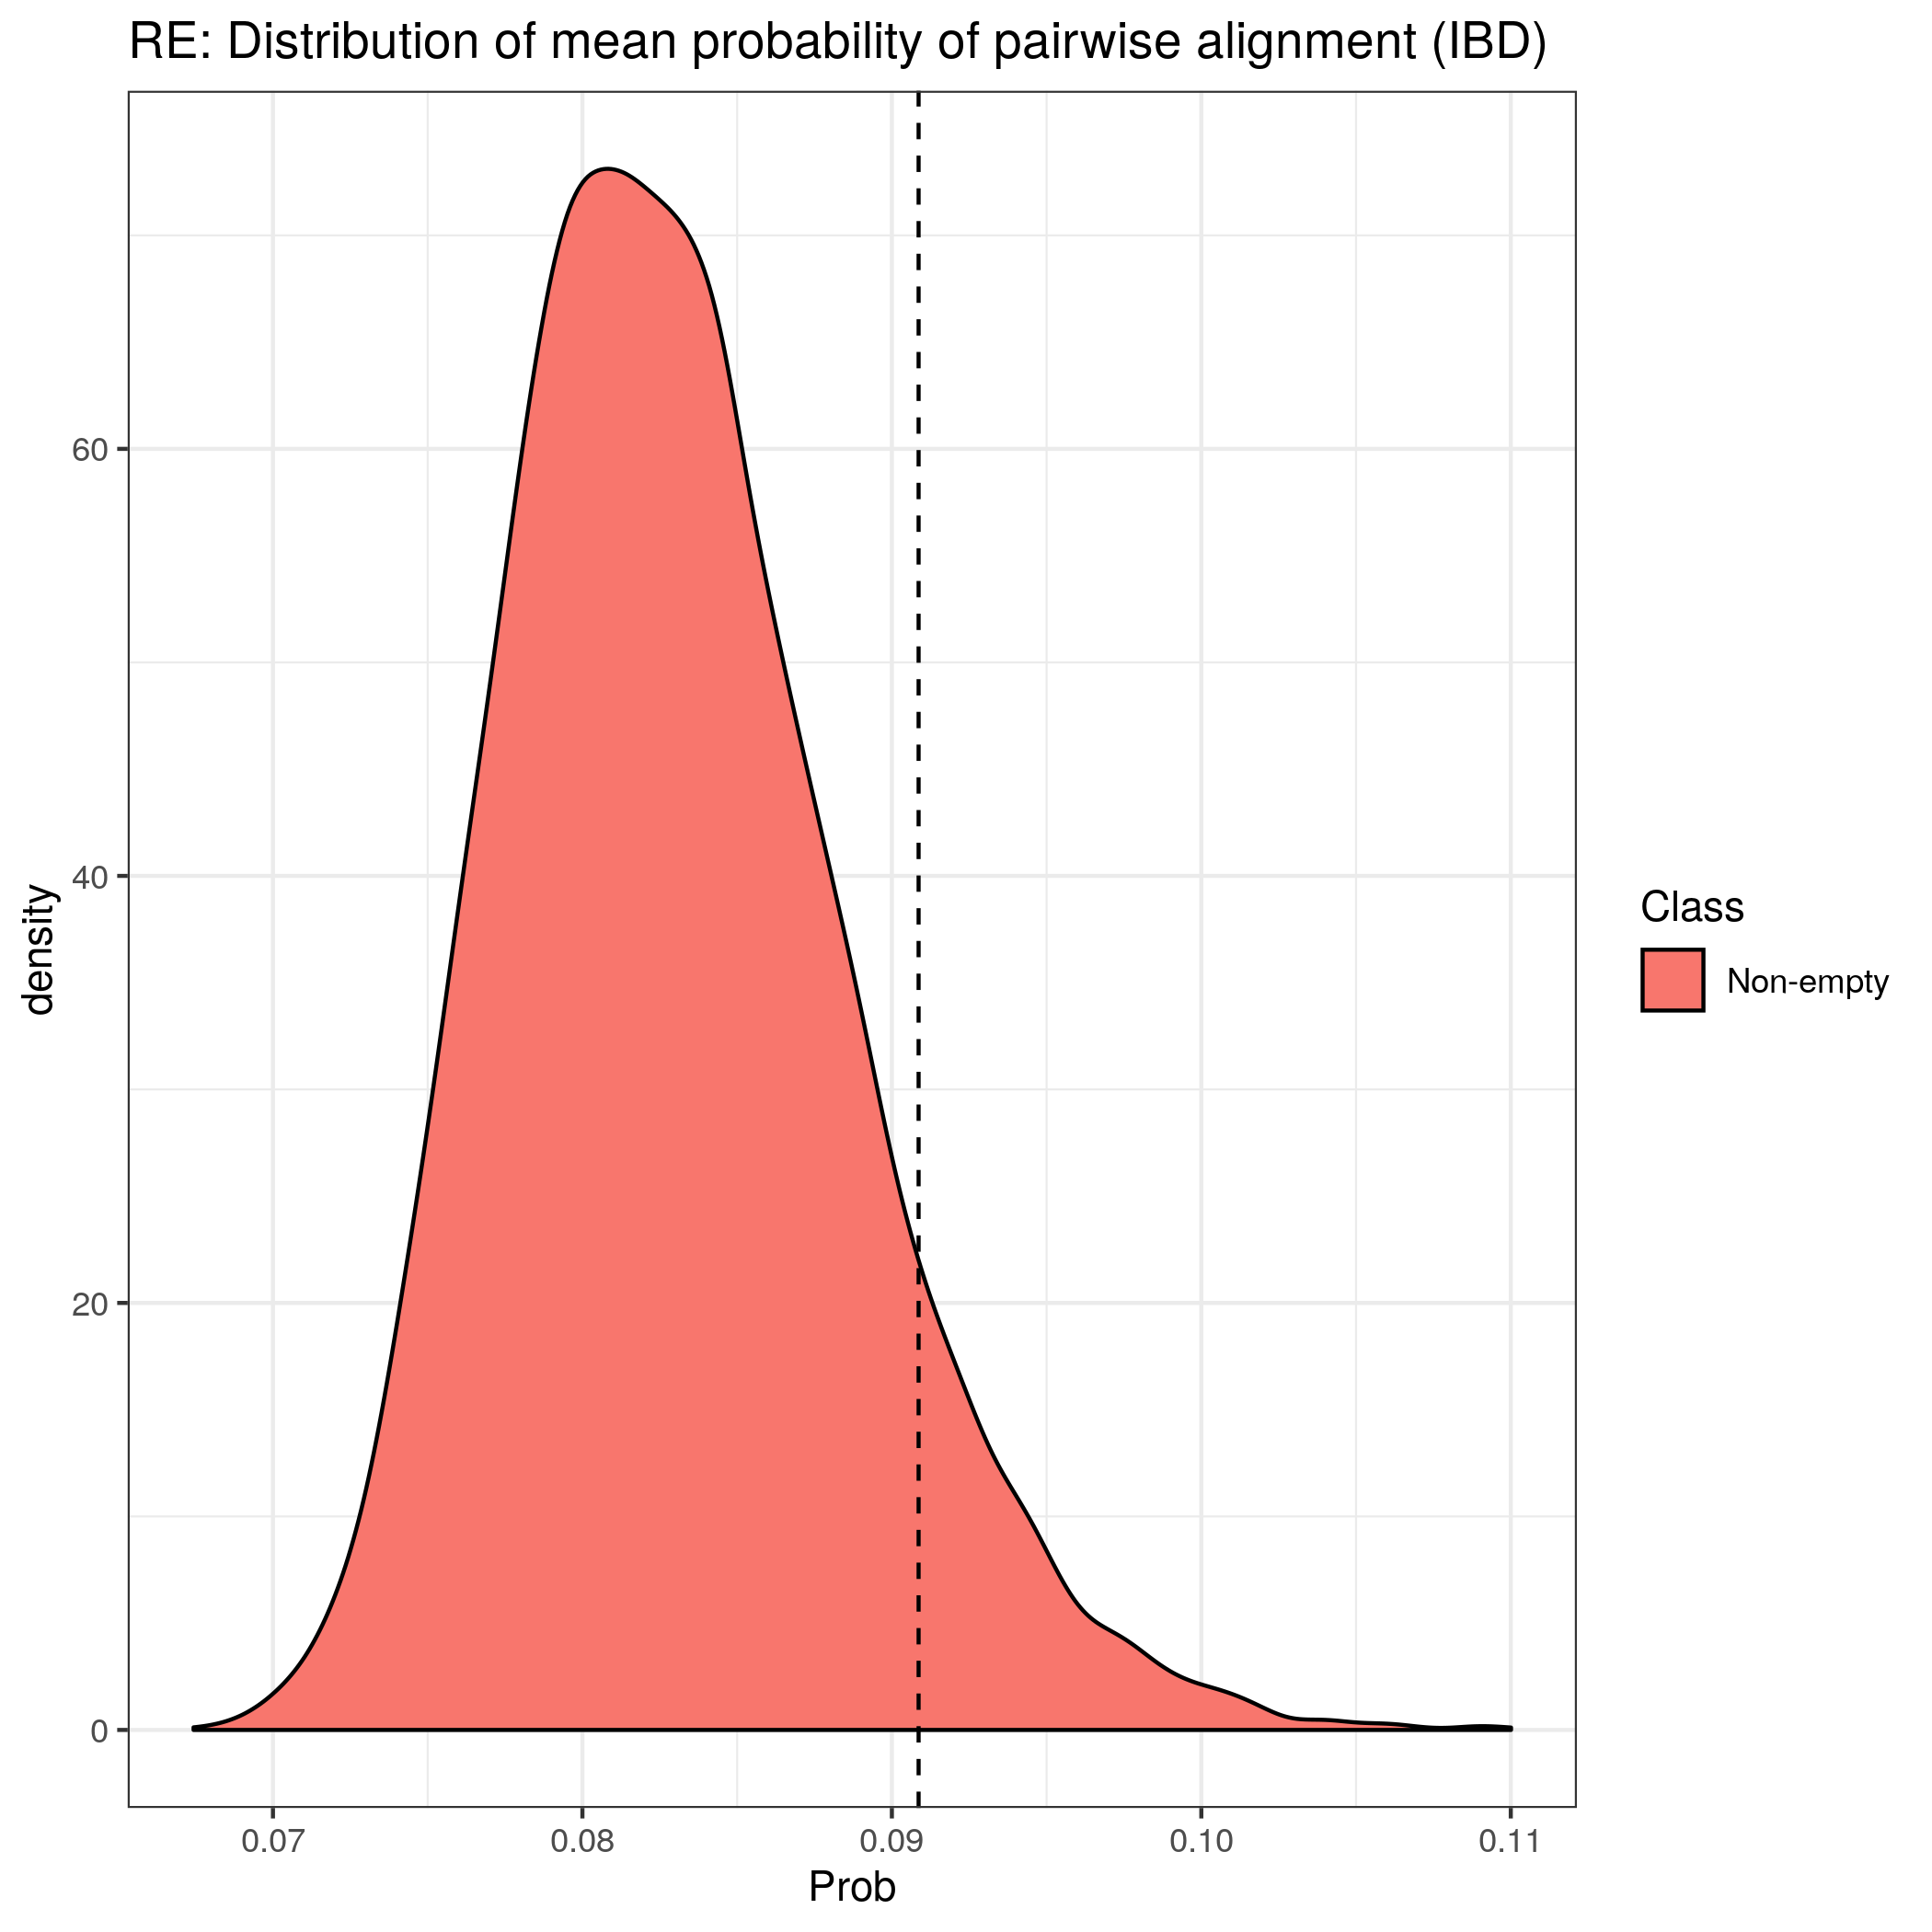 RE: Distribution of mean probability of pairwise alignment (IBD)
density
60
40
20
0
0.07 0.08 0.09 0.10 0.11
Prob
Class
Non-empty